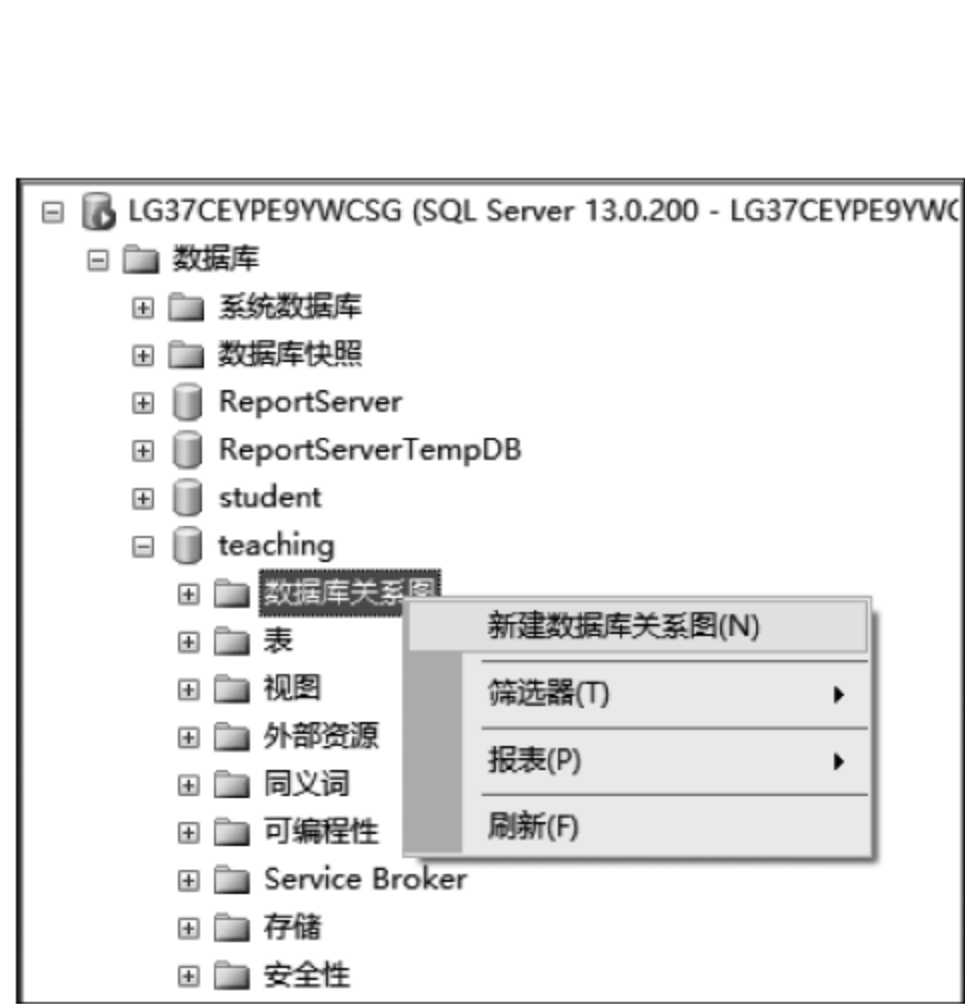 LG37CEYPE9YWCSG (SQL Server 13.0.200 - LG37CEYPE9YWC
数据库
系统数据库
数据库快照
ReportServer
ReportServerTempDB
student
teaching
数据库关系图
新建数据库关系图(N)
表
视图
筛选器(T)
外部资源
报表(P)
同义词
可编程性
刷新(F)
Service Broker
存储
安全性